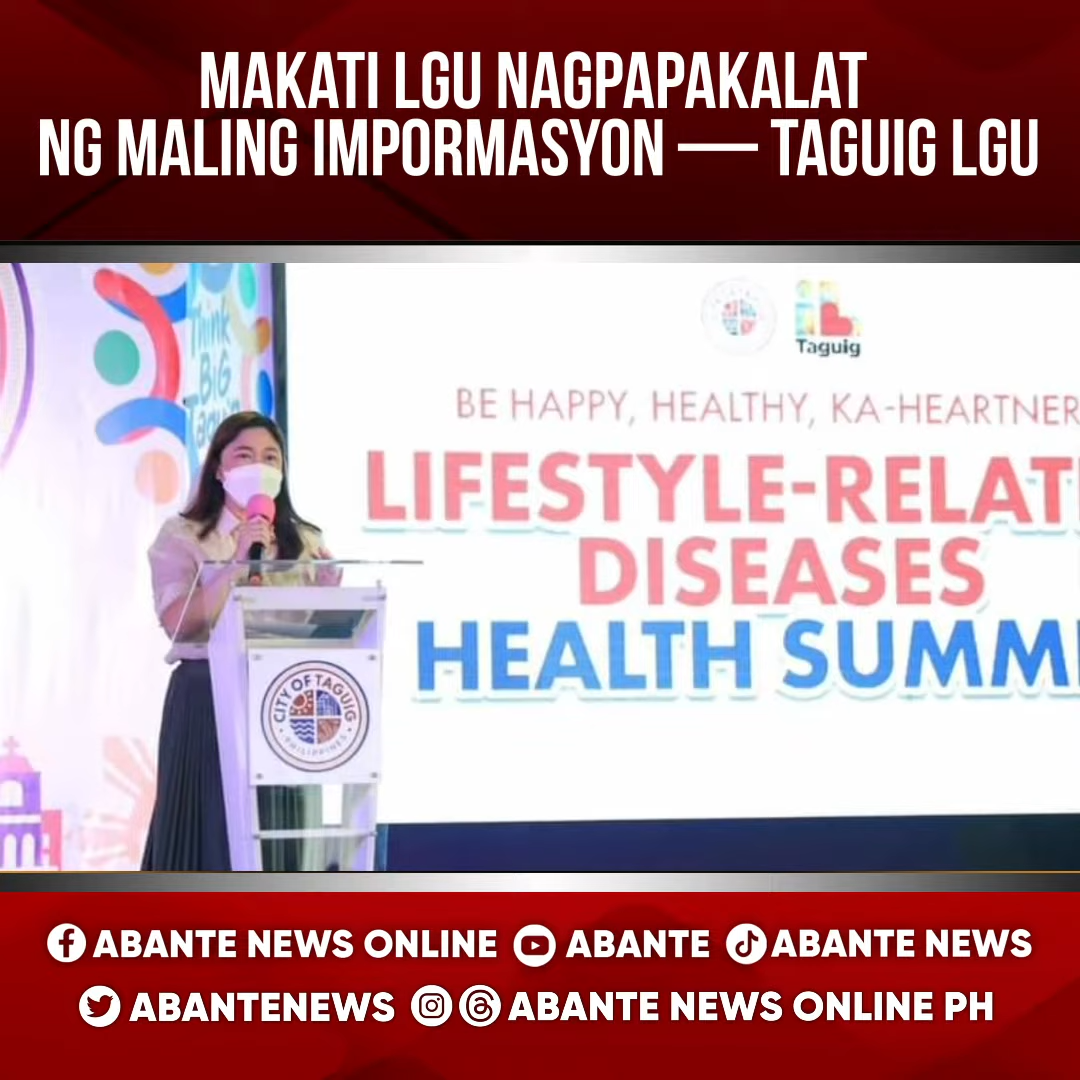 MAKATI LGU NAGPAPAKALAT
NG MALING IMPORMASYON — TAGUIG LGU
Think
BIG
Taguig
BE HAPPY, HEALTHY, KA-HEARTNER
LIFESTYLE-RELAT
DISEASES
HEALTH SUMM
CITY OF TAGUIG
PHILIPPINES
ABANTE NEWS ONLINE ABANTE ABANTE NEWS
ABANTENEWS ABANTE NEWS ONLINE PH